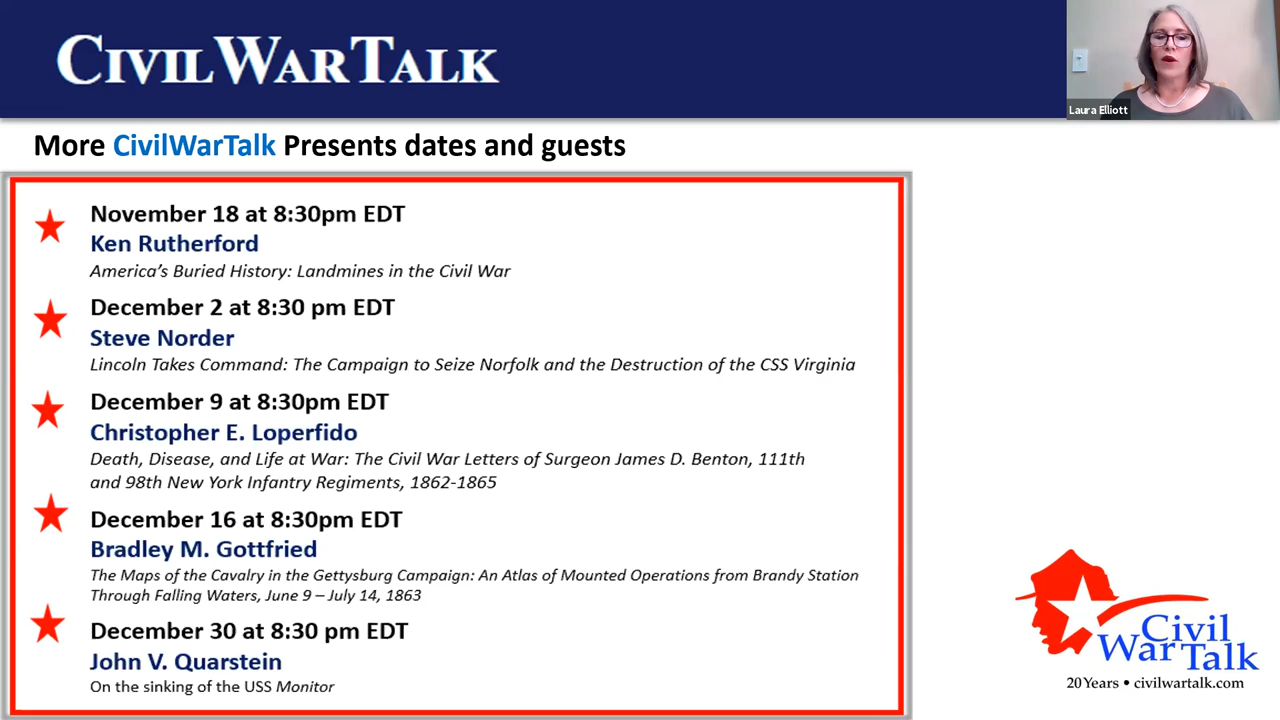 CIVILWARTALK
Laura Elliott
More CivilWarTalk Presents dates and guests
November 18 at 8:30pm EDT
Ken Rutherford
America's Buried History: Landmines in the Civil War
December 2 at 8:30 pm EDT
Steve Norder
Lincoln Takes Command: The Campaign to Seize Norfolk and the Destruction of the CSS Virginia
December 9 at 8:30pm EDT
Christopher E. Loperfido
Death, Disease, and Life at War: The Civil War Letters of Surgeon James D. Benton, 111th
and 98th New York Infantry Regiments, 1862-1865
December 16 at 8:30pm EDT
Bradley M. Gottfried
The Maps of the Cavalry in the Gettysburg Campaign: An Atlas of Mounted Operations from Brandy Station
Through Falling Waters, June 9 – July 14, 1863
December 30 at 8:30 pm EDT
John V. Quarstein
On the sinking of the USS Monitor
Civil
War Talk
20 Years • civilwartalk.com